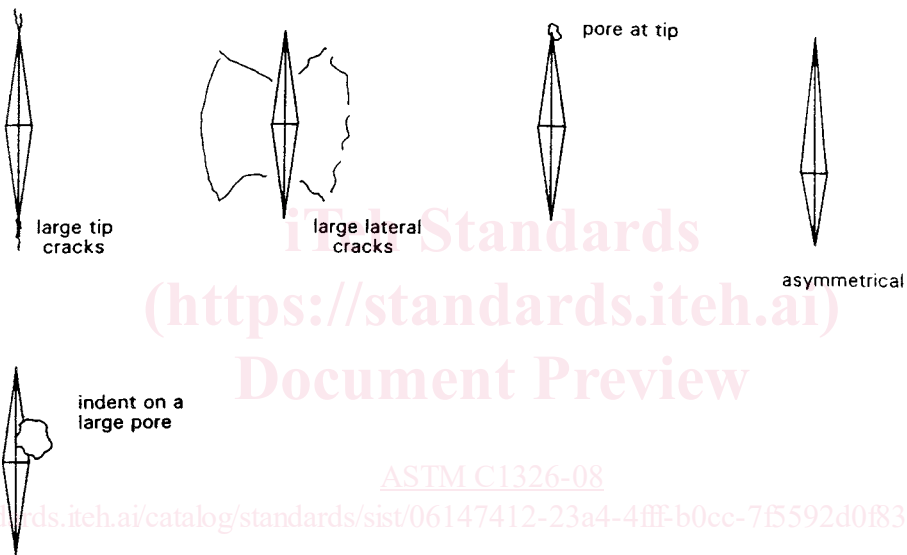 pore at tip
large tip
cracks
large lateral
cracks
asymmetrical
iTeh Standards
(https://standards.iteh.ai)
Document Preview
indent on a
large pore
ASTM C1326-08
rds.iteh.ai/catalog/standards/sist/06147412-23a4-4fff-b0cc-7f5592d0f83